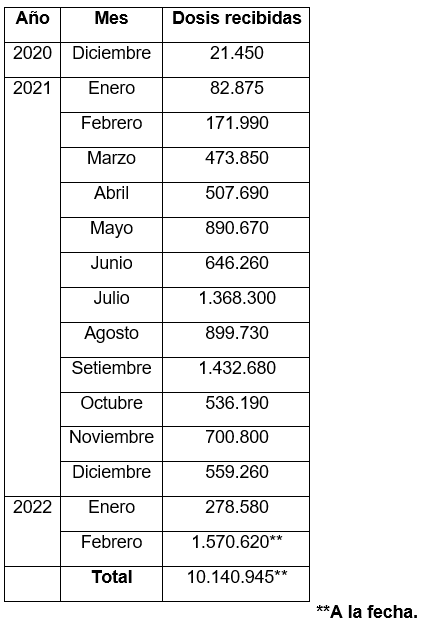 Año Mes Dosis recibidas
2020 Diciembre 21.450
2021 Enero 82.875
Febrero 171.990
Marzo 473.850
Abril 507.690
Mayo 890.670
Junio 646.260
Julio 1.368.300
Agosto 899.730
Setiembre 1.432.680
Octubre 536.190
Noviembre 700.800
Diciembre 559.260
2022 Enero 278.580
Febrero 1.570.620**
Total 10.140.945**
**A la fecha.